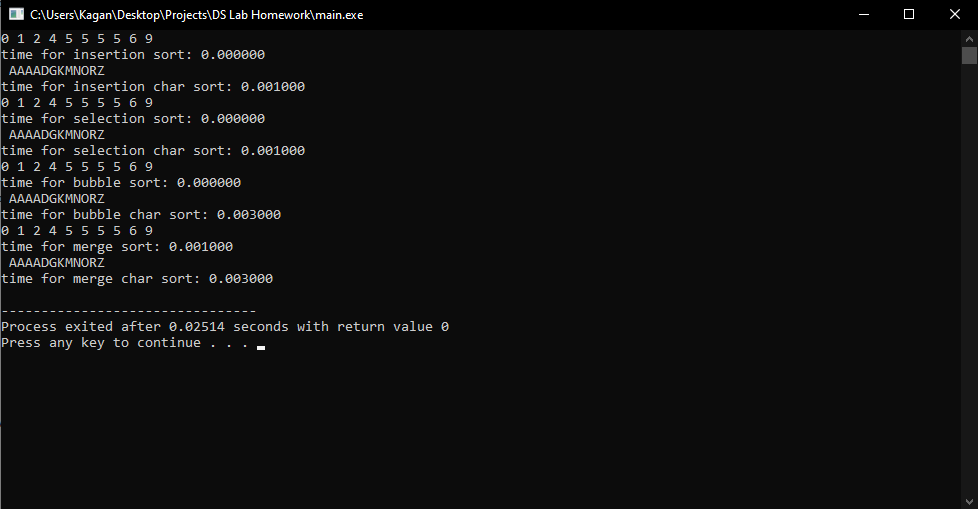 C:\Users\Kagan\Desktop\Projects\DS Lab Homework\main.exe
0 1 2 4 5 5 5 5 6 9
time for insertion sort: 0.000000
 AAAADGKMNORZ
time for insertion char sort: 0.001000
0 1 2 4 5 5 5 5 6 9
time for selection sort: 0.000000
 AAAADGKMNORZ
time for selection char sort: 0.001000
0 1 2 4 5 5 5 5 6 9
time for bubble sort: 0.000000
 AAAADGKMNORZ
time for bubble char sort: 0.003000
0 1 2 4 5 5 5 5 6 9
time for merge sort: 0.001000
 AAAADGKMNORZ
time for merge char sort: 0.003000
--------------------------------
Process exited after 0.02514 seconds with return value 0
Press any key to continue . . .